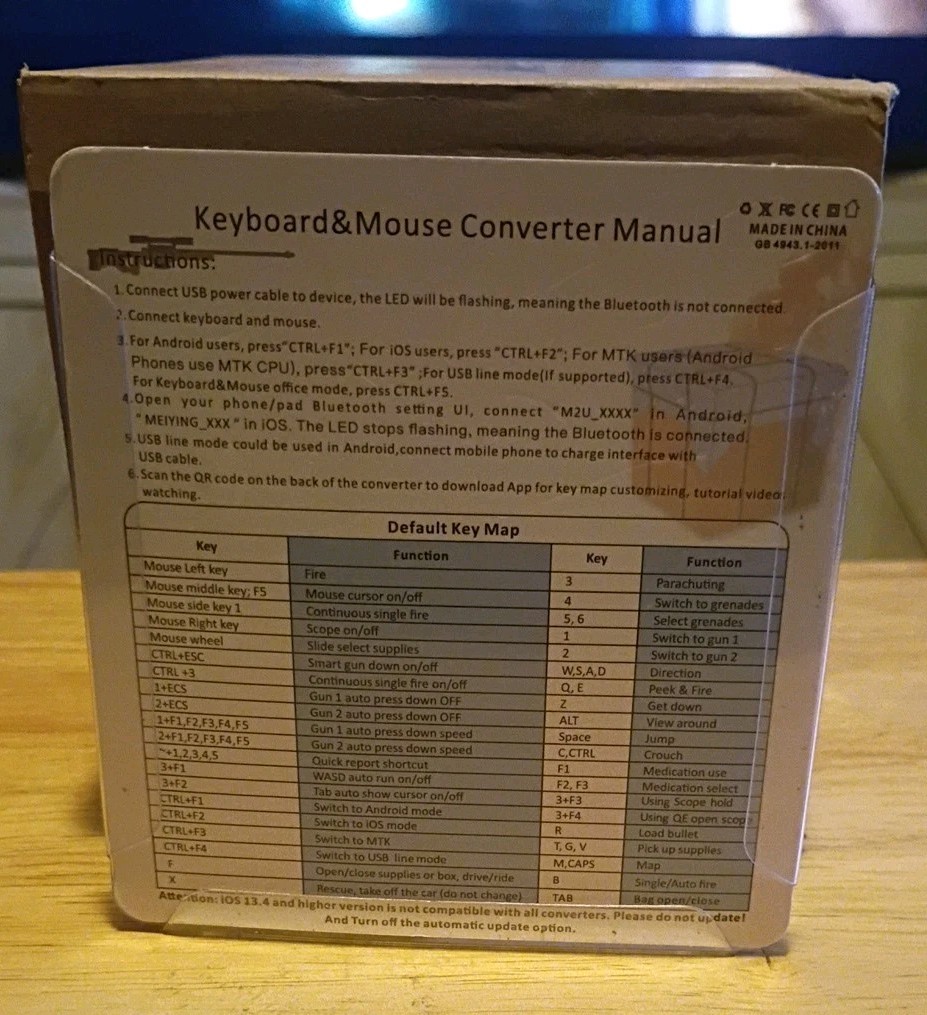 Keyboard&Mouse Converter Manual
FC CE
MADE IN CHINA
GB 4943.1-2011
Instructions:
1. Connect USB power cable to device, the LED will be flashing, meaning the Bluetooth is not connected.
2. Connect keyboard and mouse.
3. For Android users, press"CTRL+F1"; For iOS users, press "CTRL+F2"; For MTK users (Android
Phones use MTK CPU), press"CTRL+F3" ;For USB line mode(If supported), press CTRL+F4.
For Keyboard&Mouse office mode, press CTRL+F5.
4. Open your phone/pad Bluetooth setting UI, connect "M2U_XXXX" in Android,
"MEIYING_XXX" in iOS. The LED stops flashing, meaning the Bluetooth is connected.
5. USB line mode could be used in Android,connect mobile phone to charge interface with
USB cable.
6. Scan the QR code on the back of the converter to download App for key map customizing, tutorial video
watching.
Default Key Map
Key Function Key Function
Mouse Left key Fire 3 Parachuting
Mouse middle key; F5 Mouse cursor on/off 4 Switch to grenades
Mouse side key 1 Continuous single fire 5, 6 Select grenades
Mouse Right key Scope on/off 1 Switch to gun 1
Mouse wheel Slide select supplies 2 Switch to gun 2
CTRL+ESC Smart gun down on/off W,S,A,D Direction
CTRL +3 Continuous single fire on/off Q, E Peek & Fire
1+ECS Gun 1 auto press down OFF Z Get down
2+ECS Gun 2 auto press down OFF ALT View around
1+F1,F2,F3,F4,F5 Gun 1 auto press down speed Space Jump
2+F1,F2,F3,F4,F5 Gun 2 auto press down speed C,CTRL Crouch
~+1,2,3,4,5 Quick report shortcut F1 Medication use
3+F1 WASD auto run on/off F2, F3 Medication select
3+F2 Tab auto show cursor on/off 3+F3 Using Scope hold
CTRL+F1 Switch to Android mode 3+F4 Using QE open scope
CTRL+F2 Switch to iOS mode R Load bullet
CTRL+F3 Switch to MTK T, G, V Pick up supplies
CTRL+F4 Switch to USB line mode M,CAPS Map
F Open/close supplies or box, drive/ride B Single/Auto fire
X Rescue, take off the car (do not change) TAB Bag open/close
Attention: iOS 13.4 and higher version is not compatible with all converters. Please do not update!
And Turn off the automatic update option.